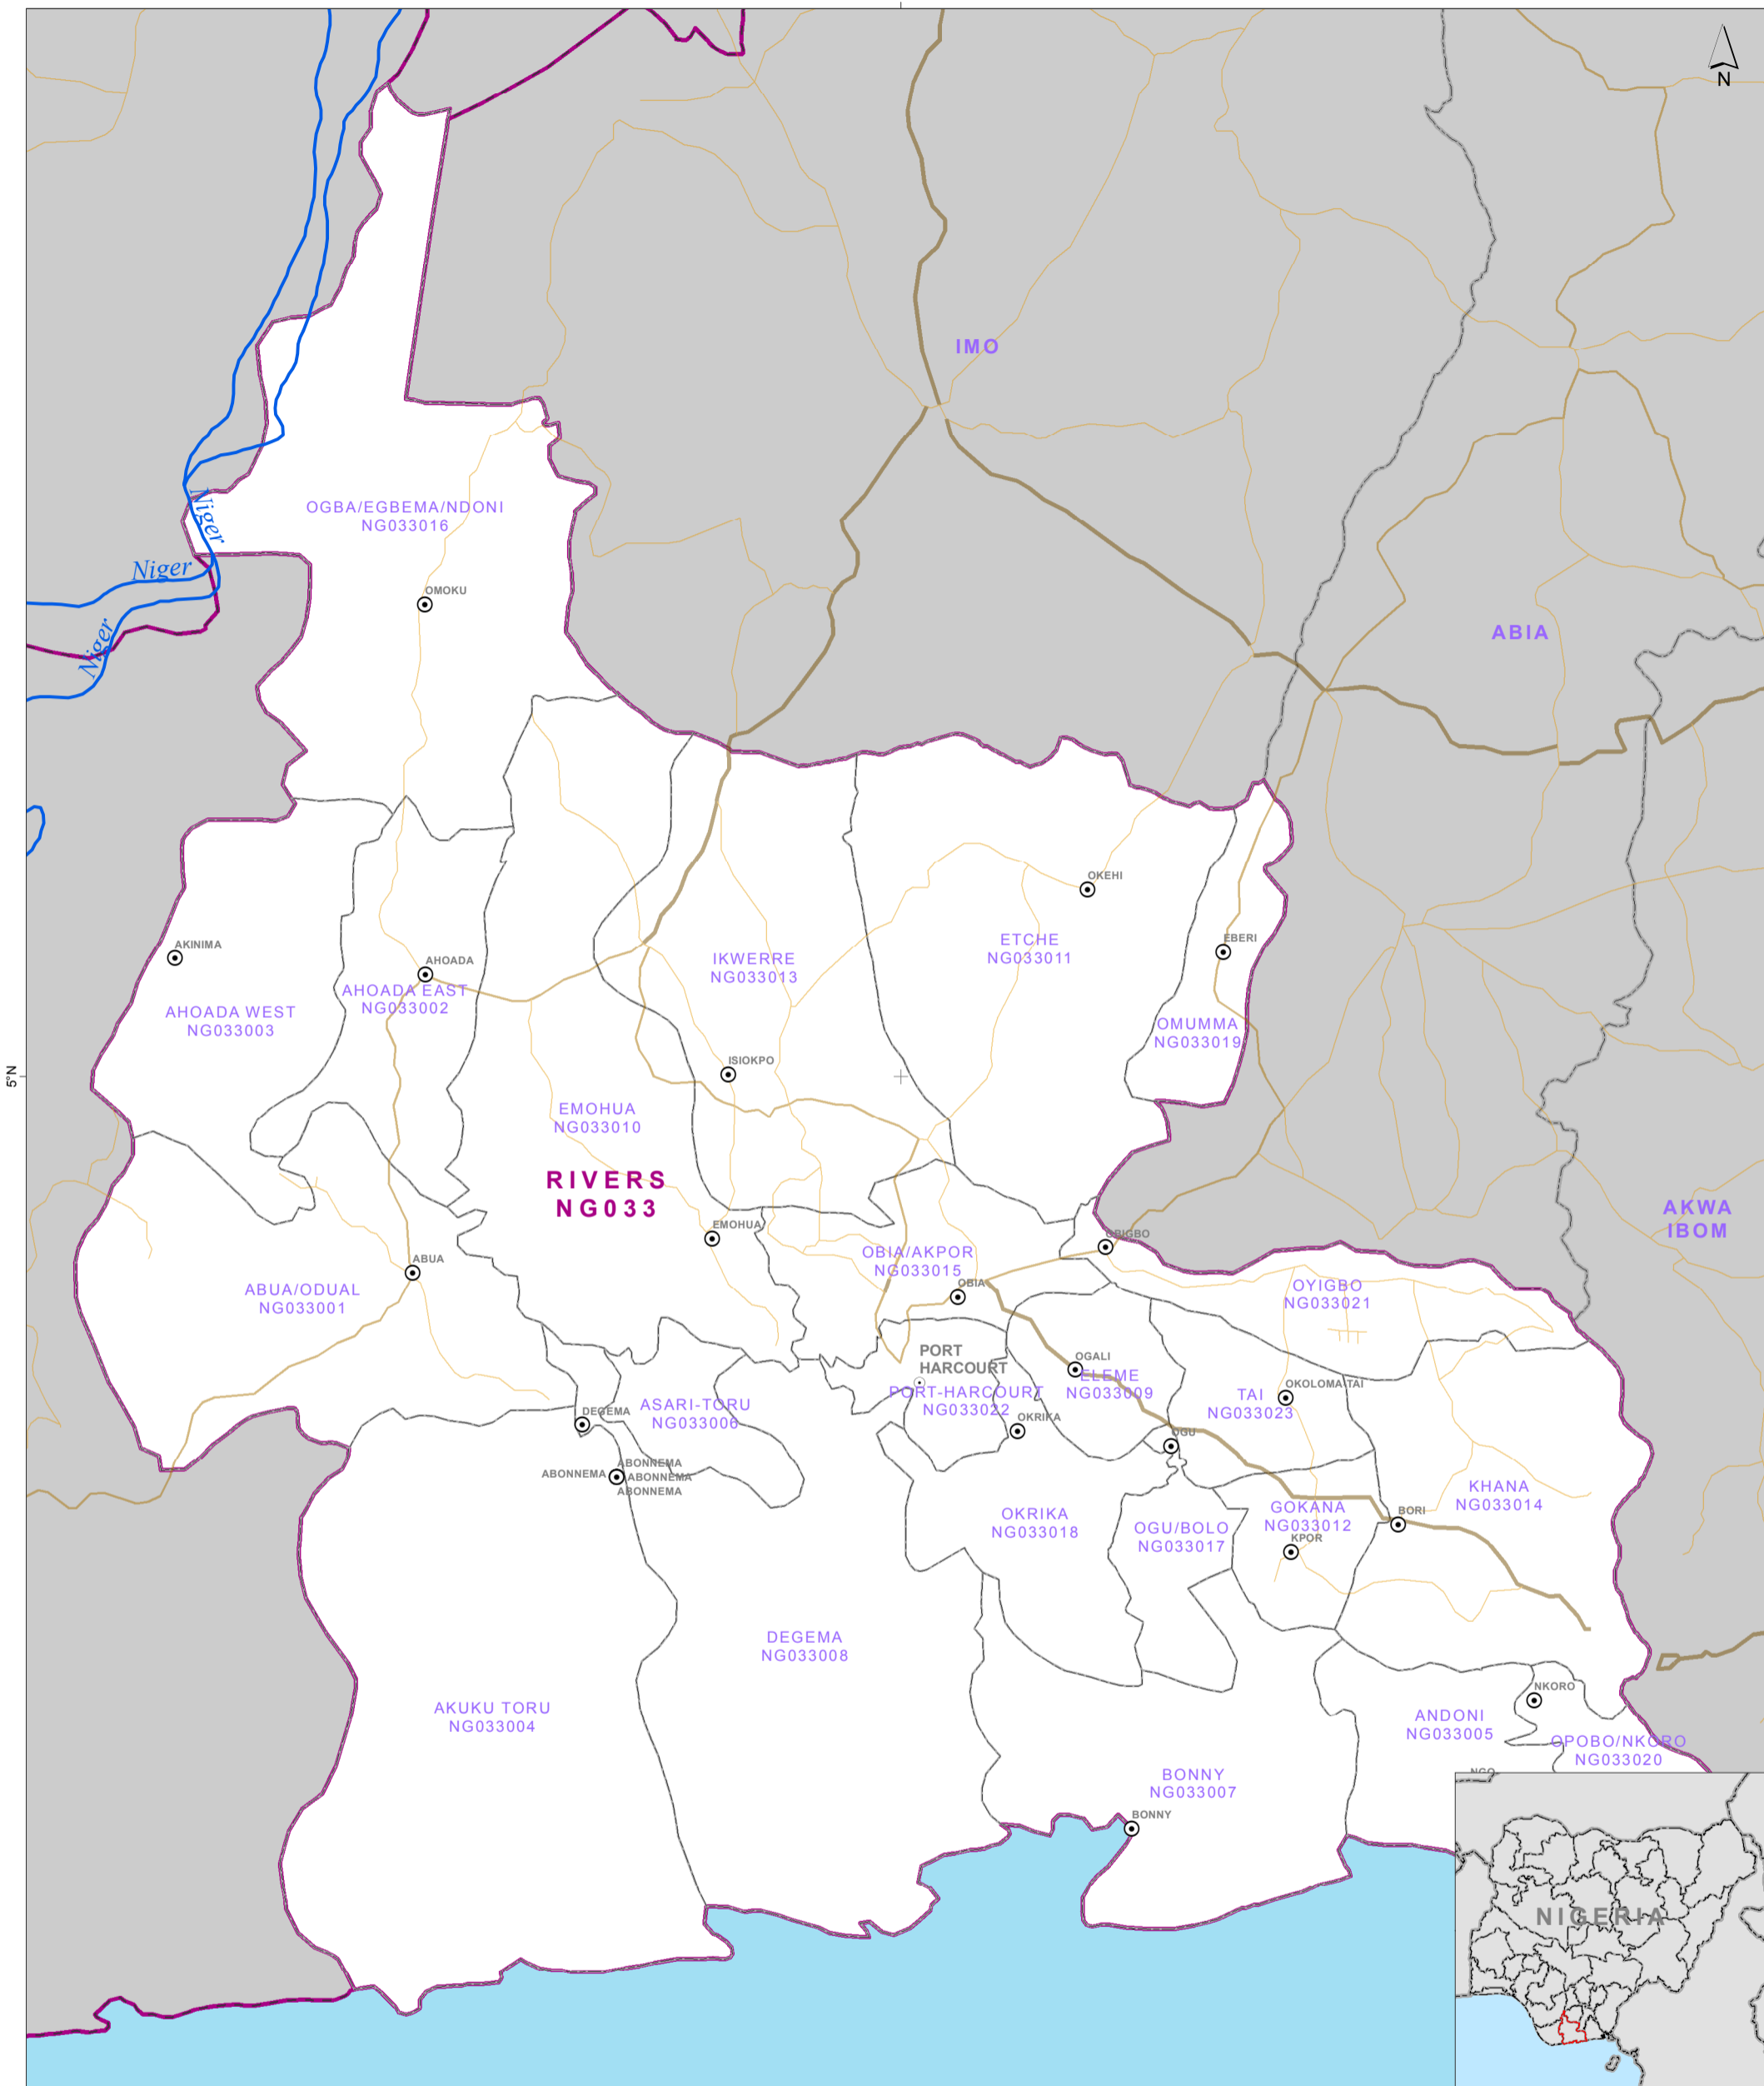 N
IMO
OGBA/EGBEMA/NDONI
NG033016
Niger
Niger
Niger
OMOKU
ABIA
OKEHI
AKINIMA
AHOADA
EBERI
IKWERRE
NG033013
ETCHE
NG033011
AHOADA EAST
NG033002
AHOADA WEST
NG033003
OMUMMA
NG033019
5°N
ISIOKPO
EMOHUA
NG033010
RIVERS
NG033
AKWA
IBOM
EMOHUA
OBIGBO
OBIA/AKPOR
NG033015
ABUA
ABUA/ODUAL
NG033001
OBIA
OYIGBO
NG033021
PORT
HARCOURT
OGALI
ELEME
NG033009
PORT-HARCOURT
NG033022
OKOLOMA-TAI
TAI
NG033023
ASARI-TORU
NG033006
DEGEMA
OKRIKA
OGU
ABONNEMA
ABONNEMA
ABONNEMA
ABONNEMA
KHANA
NG033014
OKRIKA
NG033018
OGU/BOLO
NG033017
GOKANA
NG033012
BORI
KPOR
DEGEMA
NG033008
AKUKU TORU
NG033004
NKORO
ANDONI
NG033005
OPOBO/NKORO
NG033020
NGO
BONNY
NG033007
BONNY
NIGERIA